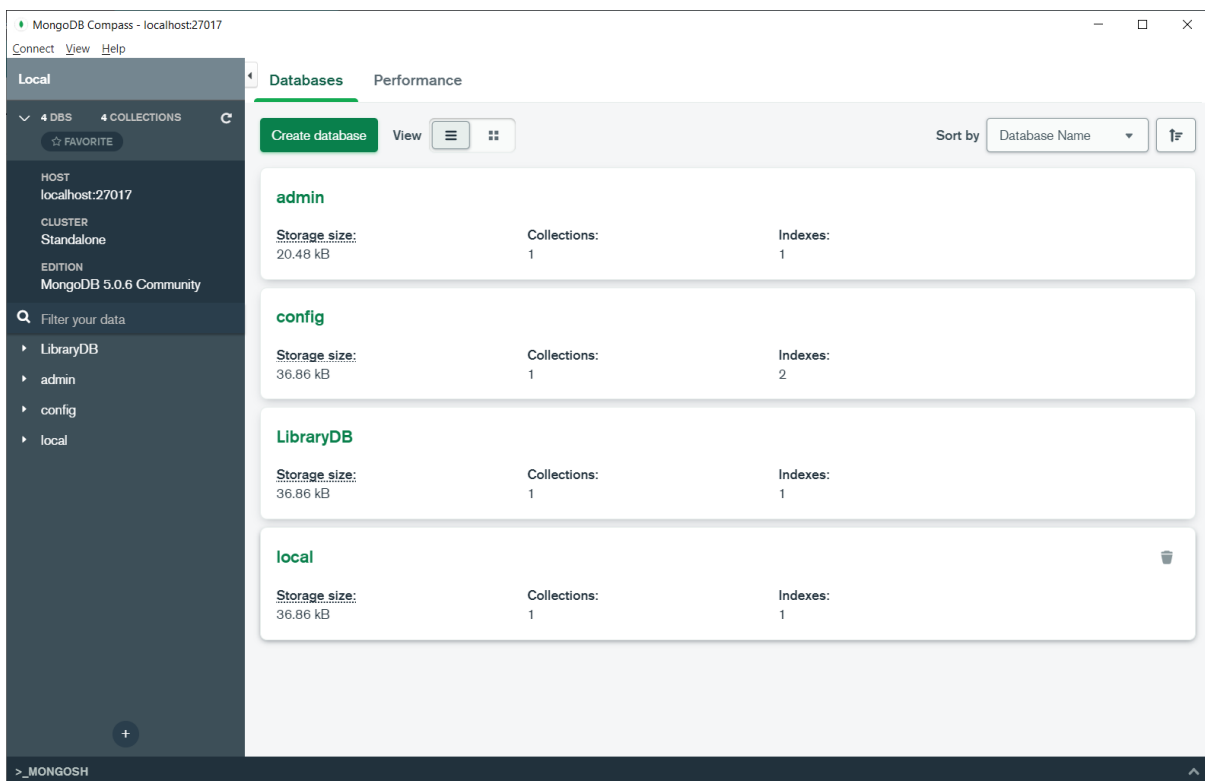 MongoDB Compass - localhost:27017
Connect View Help
Local
4 DBS 4 COLLECTIONS
☆ FAVORITE
HOST
localhost:27017
CLUSTER
Standalone
EDITION
MongoDB 5.0.6 Community
Filter your data
LibraryDB
admin
config
local
>_MONGOSH
Databases Performance
Create database View Sort by Database Name
admin
Storage size: Collections: Indexes:
20.48 kB 1 1
config
Storage size: Collections: Indexes:
36.86 kB 1 2
LibraryDB
Storage size: Collections: Indexes:
36.86 kB 1 1
local
Storage size: Collections: Indexes:
36.86 kB 1 1